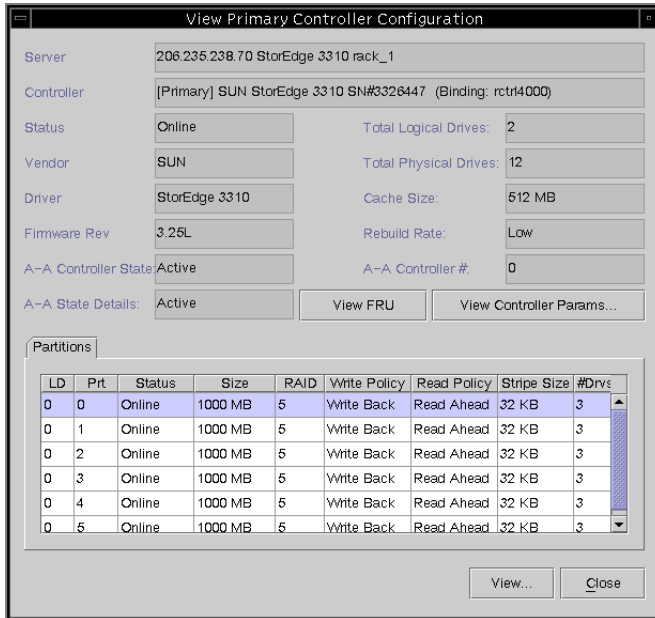 View Primary Controller Configuration
Server 206.235.238.70 StorEdge 3310 rack_1
Controller [Primary] SUN StorEdge 3310 SN#3326447 (Binding: rctrl4000)
Status Online Total Logical Drives: 2
Vendor SUN Total Physical Drives: 12
Driver StorEdge 3310 Cache Size: 512 MB
Firmware Rev 3.25L Rebuild Rate: Low
A-A Controller State: Active A-A Controller #: 0
A-A State Details: Active View FRU View Controller Params...
Partitions
LD Prt Status Size RAID Write Policy Read Policy Stripe Size #Drvs
0 0 Online 1000 MB 5 Write Back Read Ahead 32 KB 3
0 1 Online 1000 MB 5 Write Back Read Ahead 32 KB 3
0 2 Online 1000 MB 5 Write Back Read Ahead 32 KB 3
0 3 Online 1000 MB 5 Write Back Read Ahead 32 KB 3
0 4 Online 1000 MB 5 Write Back Read Ahead 32 KB 3
0 5 Online 1000 MB 5 Write Back Read Ahead 32 KB 3
View... Close